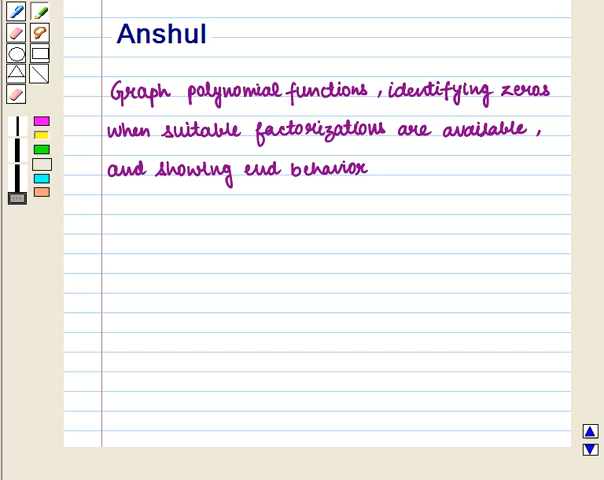 Anshul
Graph polynomial functions, identifying zeros
when suitable factorizations are available,
and showing end behavior